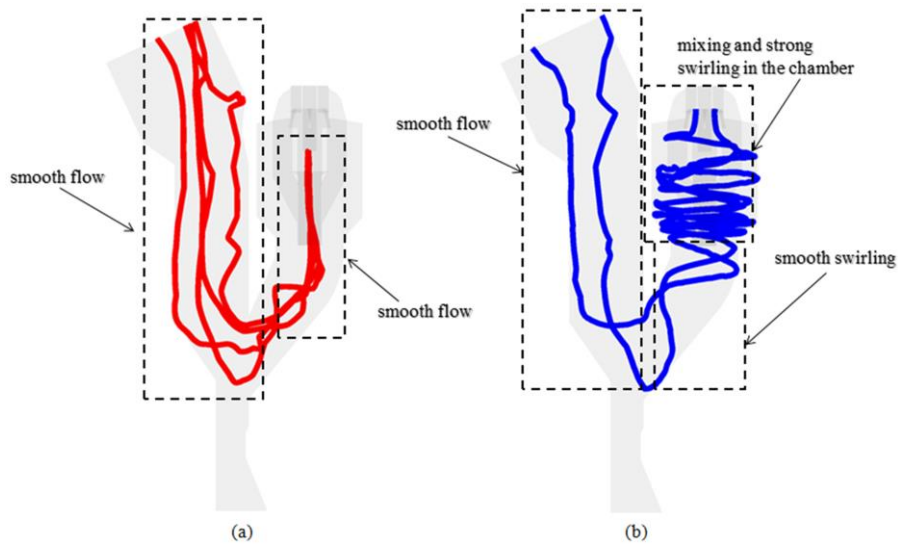 smooth flow
smooth flow
(a)
mixing and strong
swirling in the chamber
smooth flow
smooth swirling
(b)